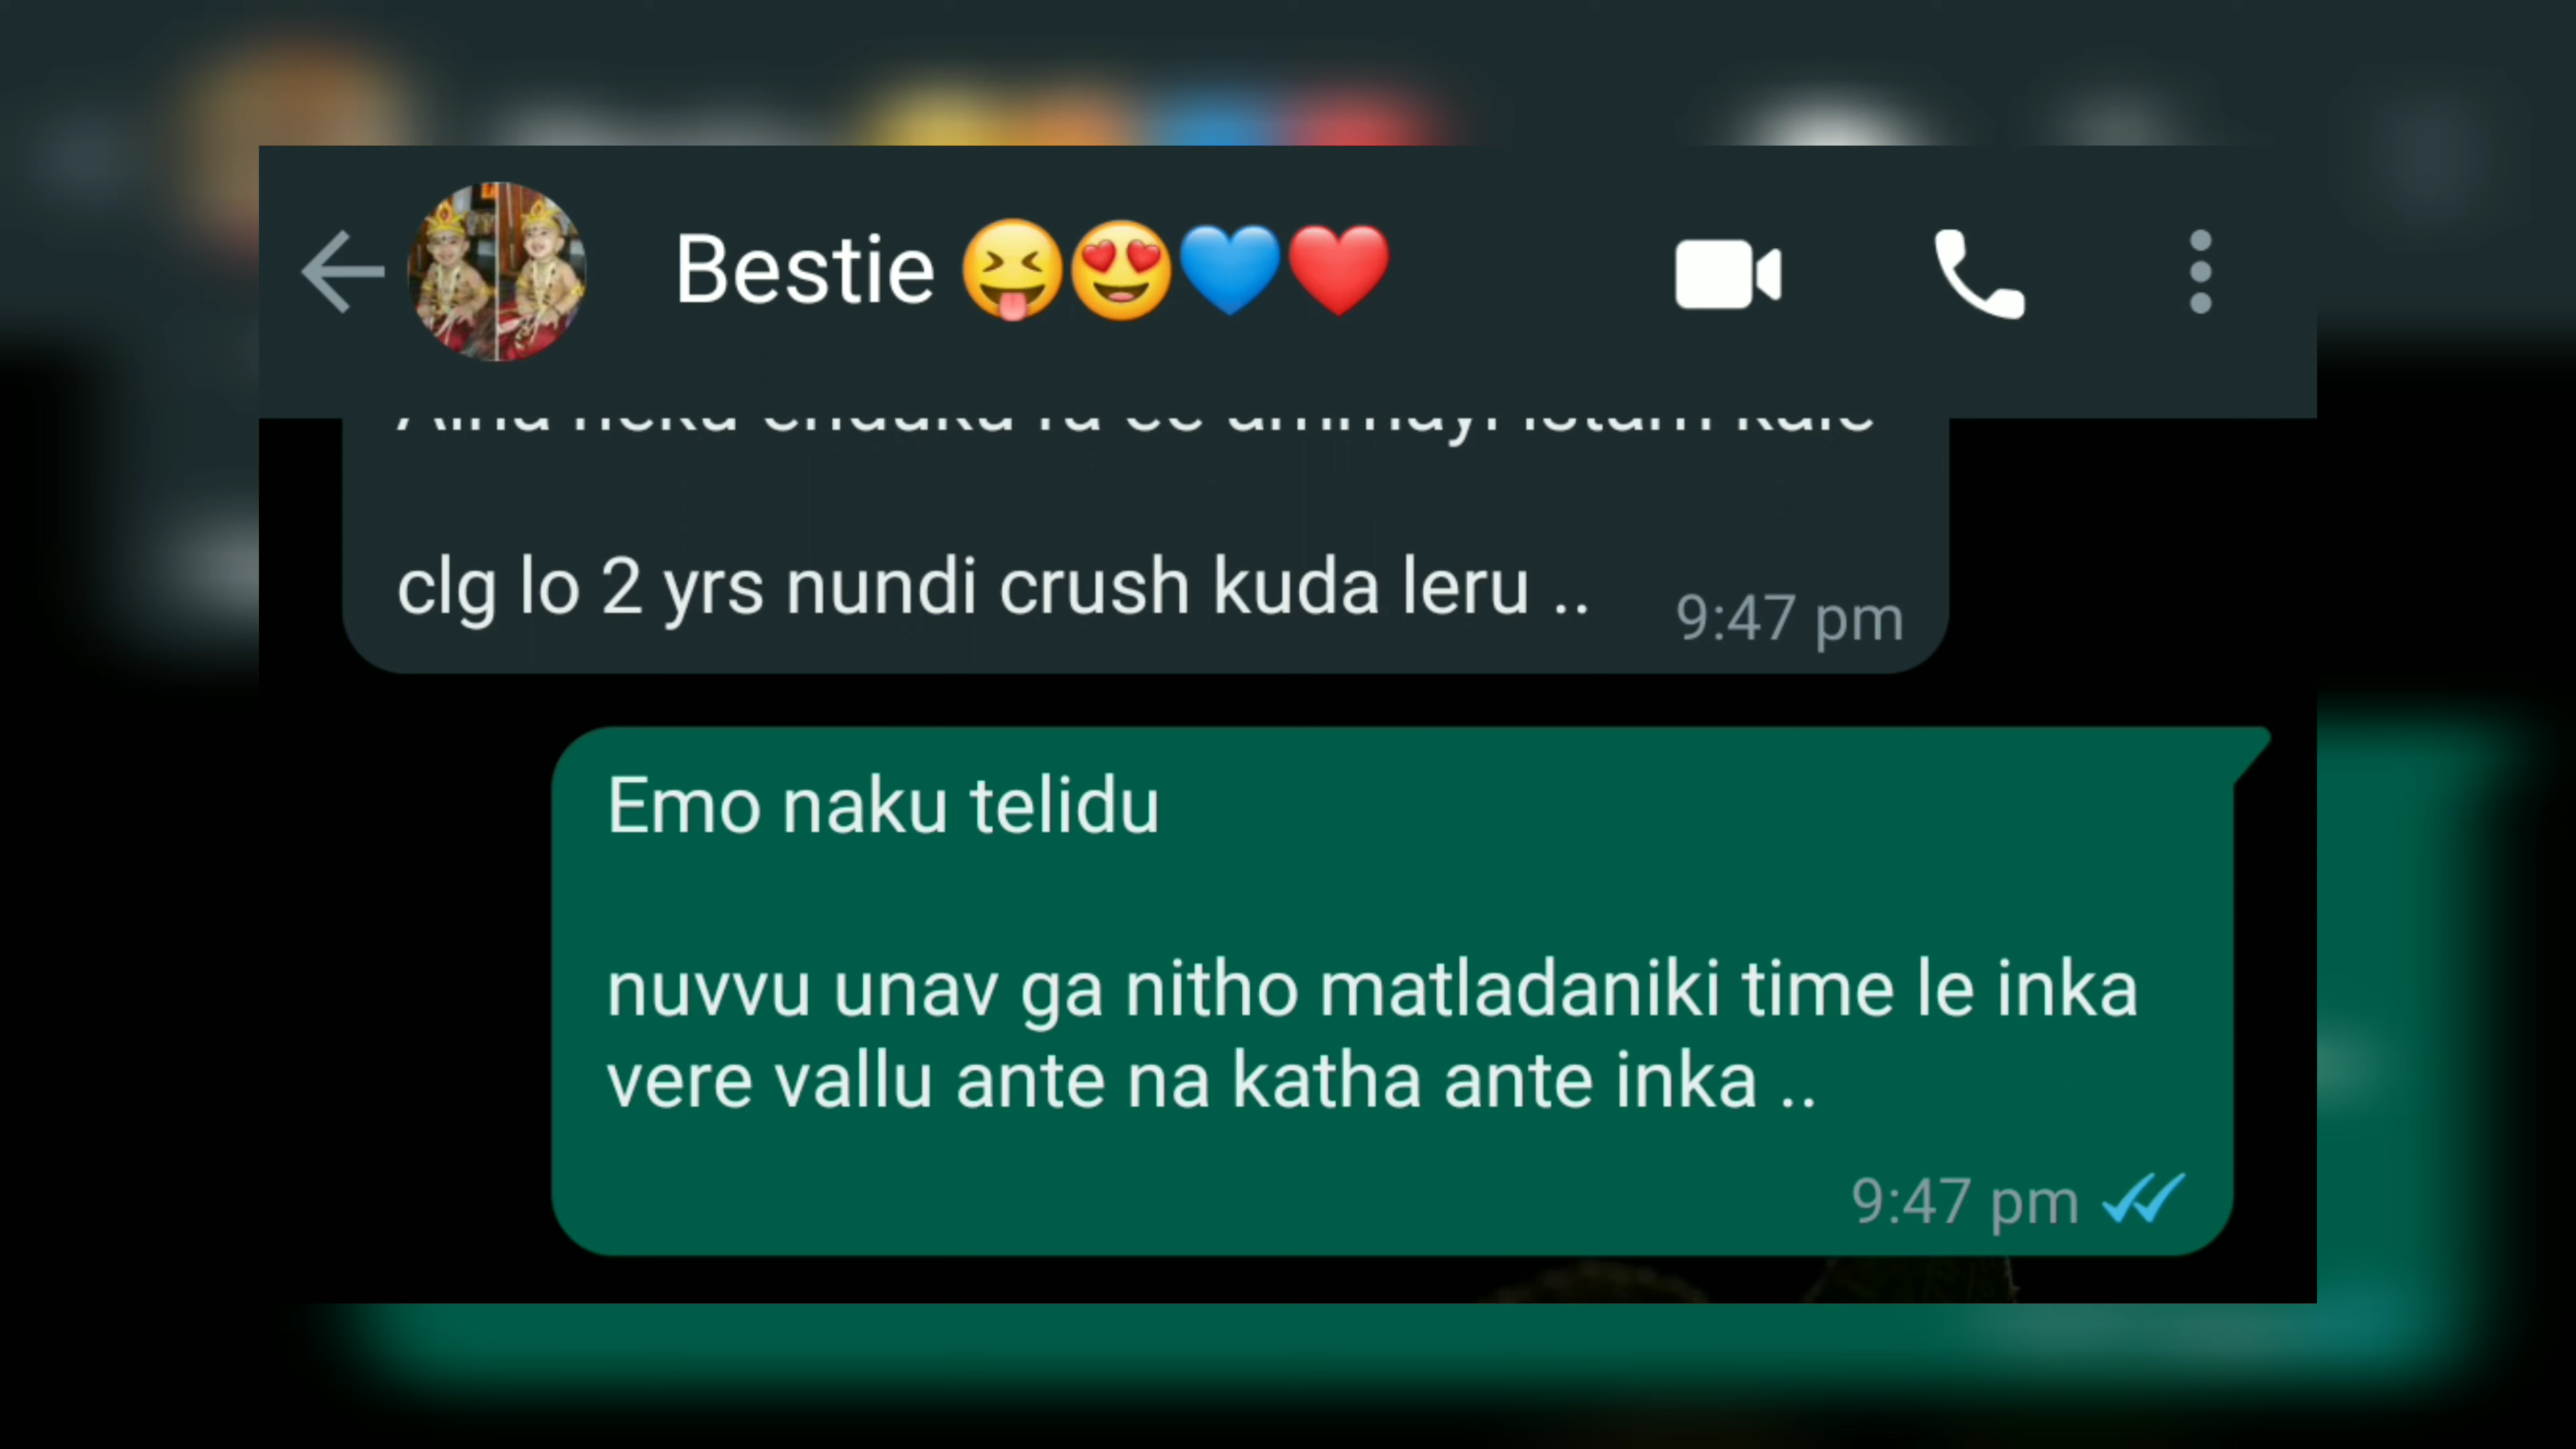 Bestie 😝😍💙❤️
clg lo 2 yrs nundi crush kuda leru ..
9:47 pm
Emo naku telidu
nuvvu unav ga nitho matladaniki time le inka
vere vallu ante na katha ante inka ..
9:47 pm